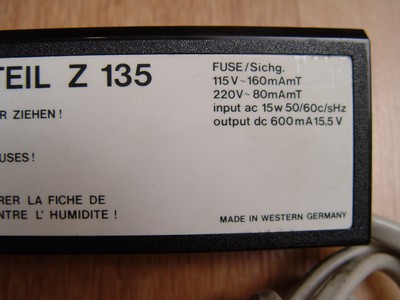 TEIL Z 135
FUSE/Sichg.
115V~160mAmT
220V~80mAmT
input ac 15w 50/60c/sHz
output dc 600mA15,5V
R ZIEHEN!
USES!
RER LA FICHE DE
NTRE L' HUMIDITE!
MADE IN WESTERN GERMANY